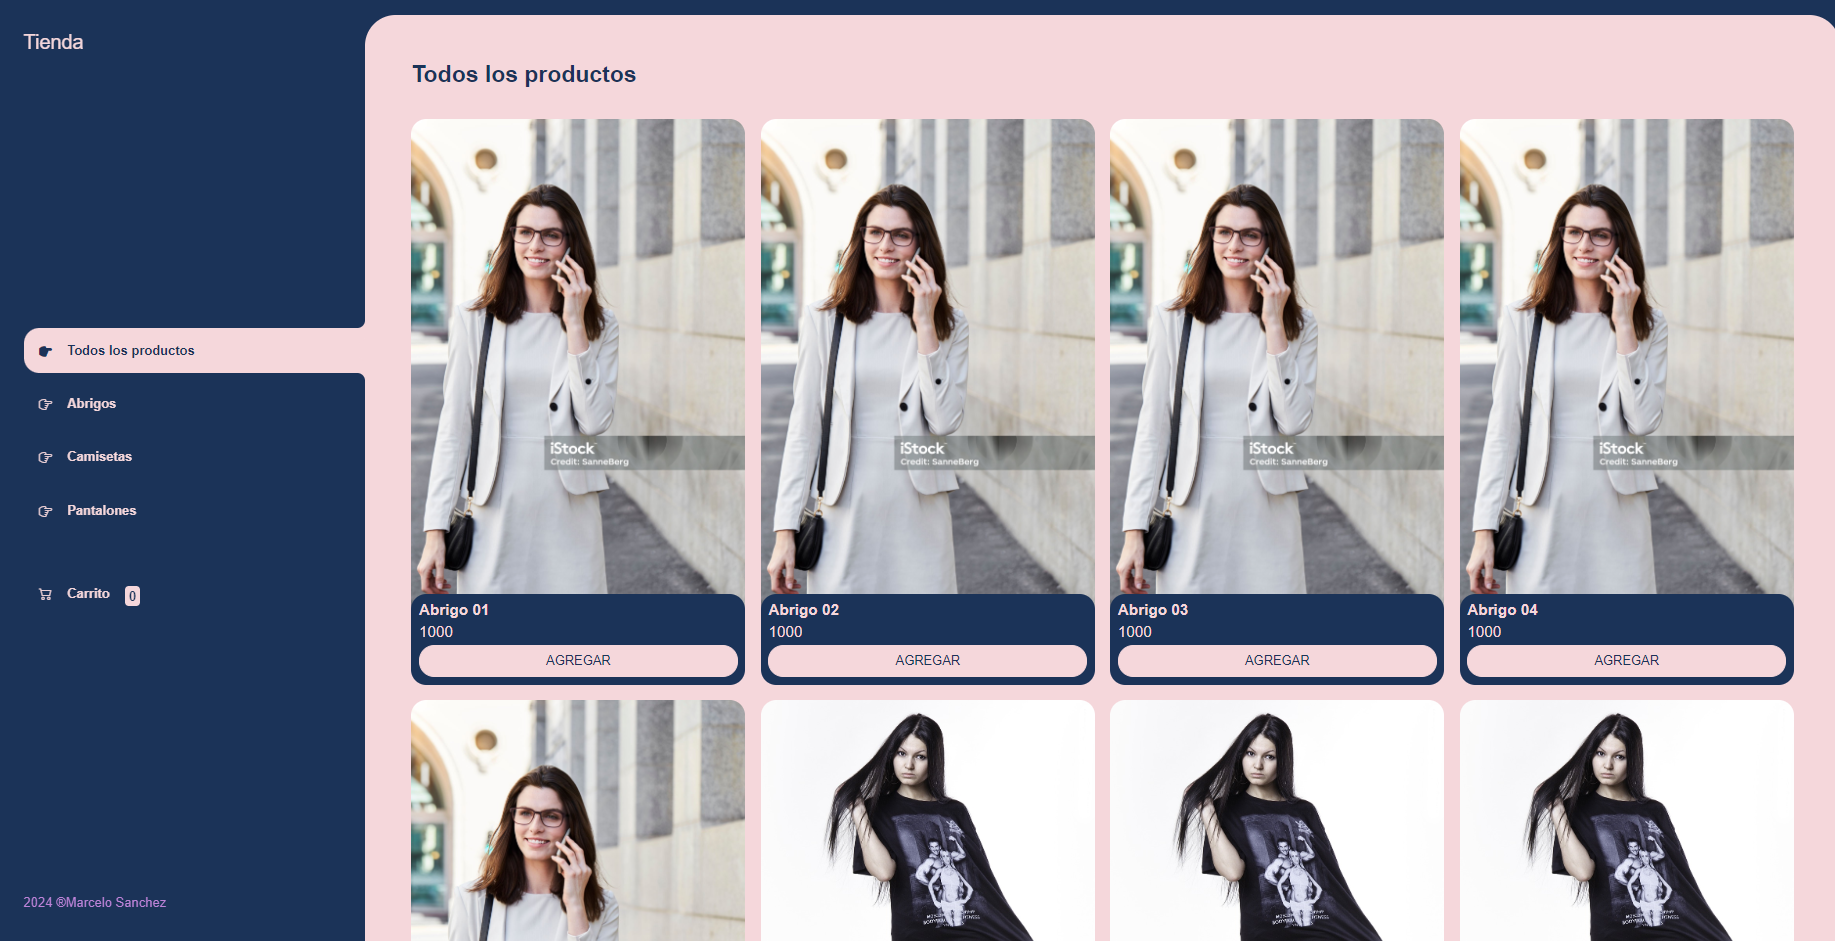 Tienda
Todos los productos
Abrigos
Camisetas
Pantalones
Carrito 0
2024 ®Marcelo Sanchez
Todos los productos
iStock
Credit: SanneBerg
Abrigo 01
1000
AGREGAR
iStock
Credit: SanneBerg
Abrigo 02
1000
AGREGAR
iStock
Credit: SanneBerg
Abrigo 03
1000
AGREGAR
iStock
Credit: SanneBerg
Abrigo 04
1000
AGREGAR